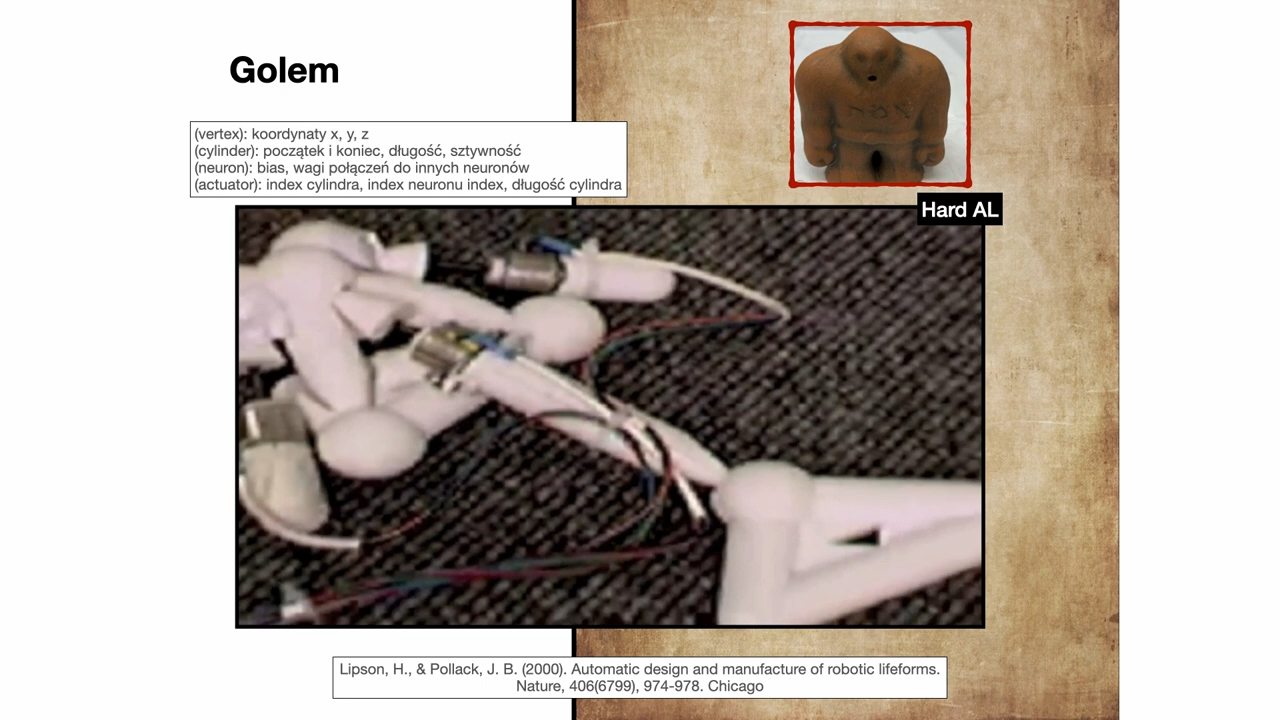 Golem
(vertex): koordynaty x, y, z
(cylinder): początek i koniec, długość, sztywność
(neuron): bias, wagi połączeń do innych neuronów
(actuator): index cylindra, index neuronu index, długość cylindra
Hard AL
Lipson, H., & Pollack, J. B. (2000). Automatic design and manufacture of robotic lifeforms.
Nature, 406(6799), 974-978. Chicago